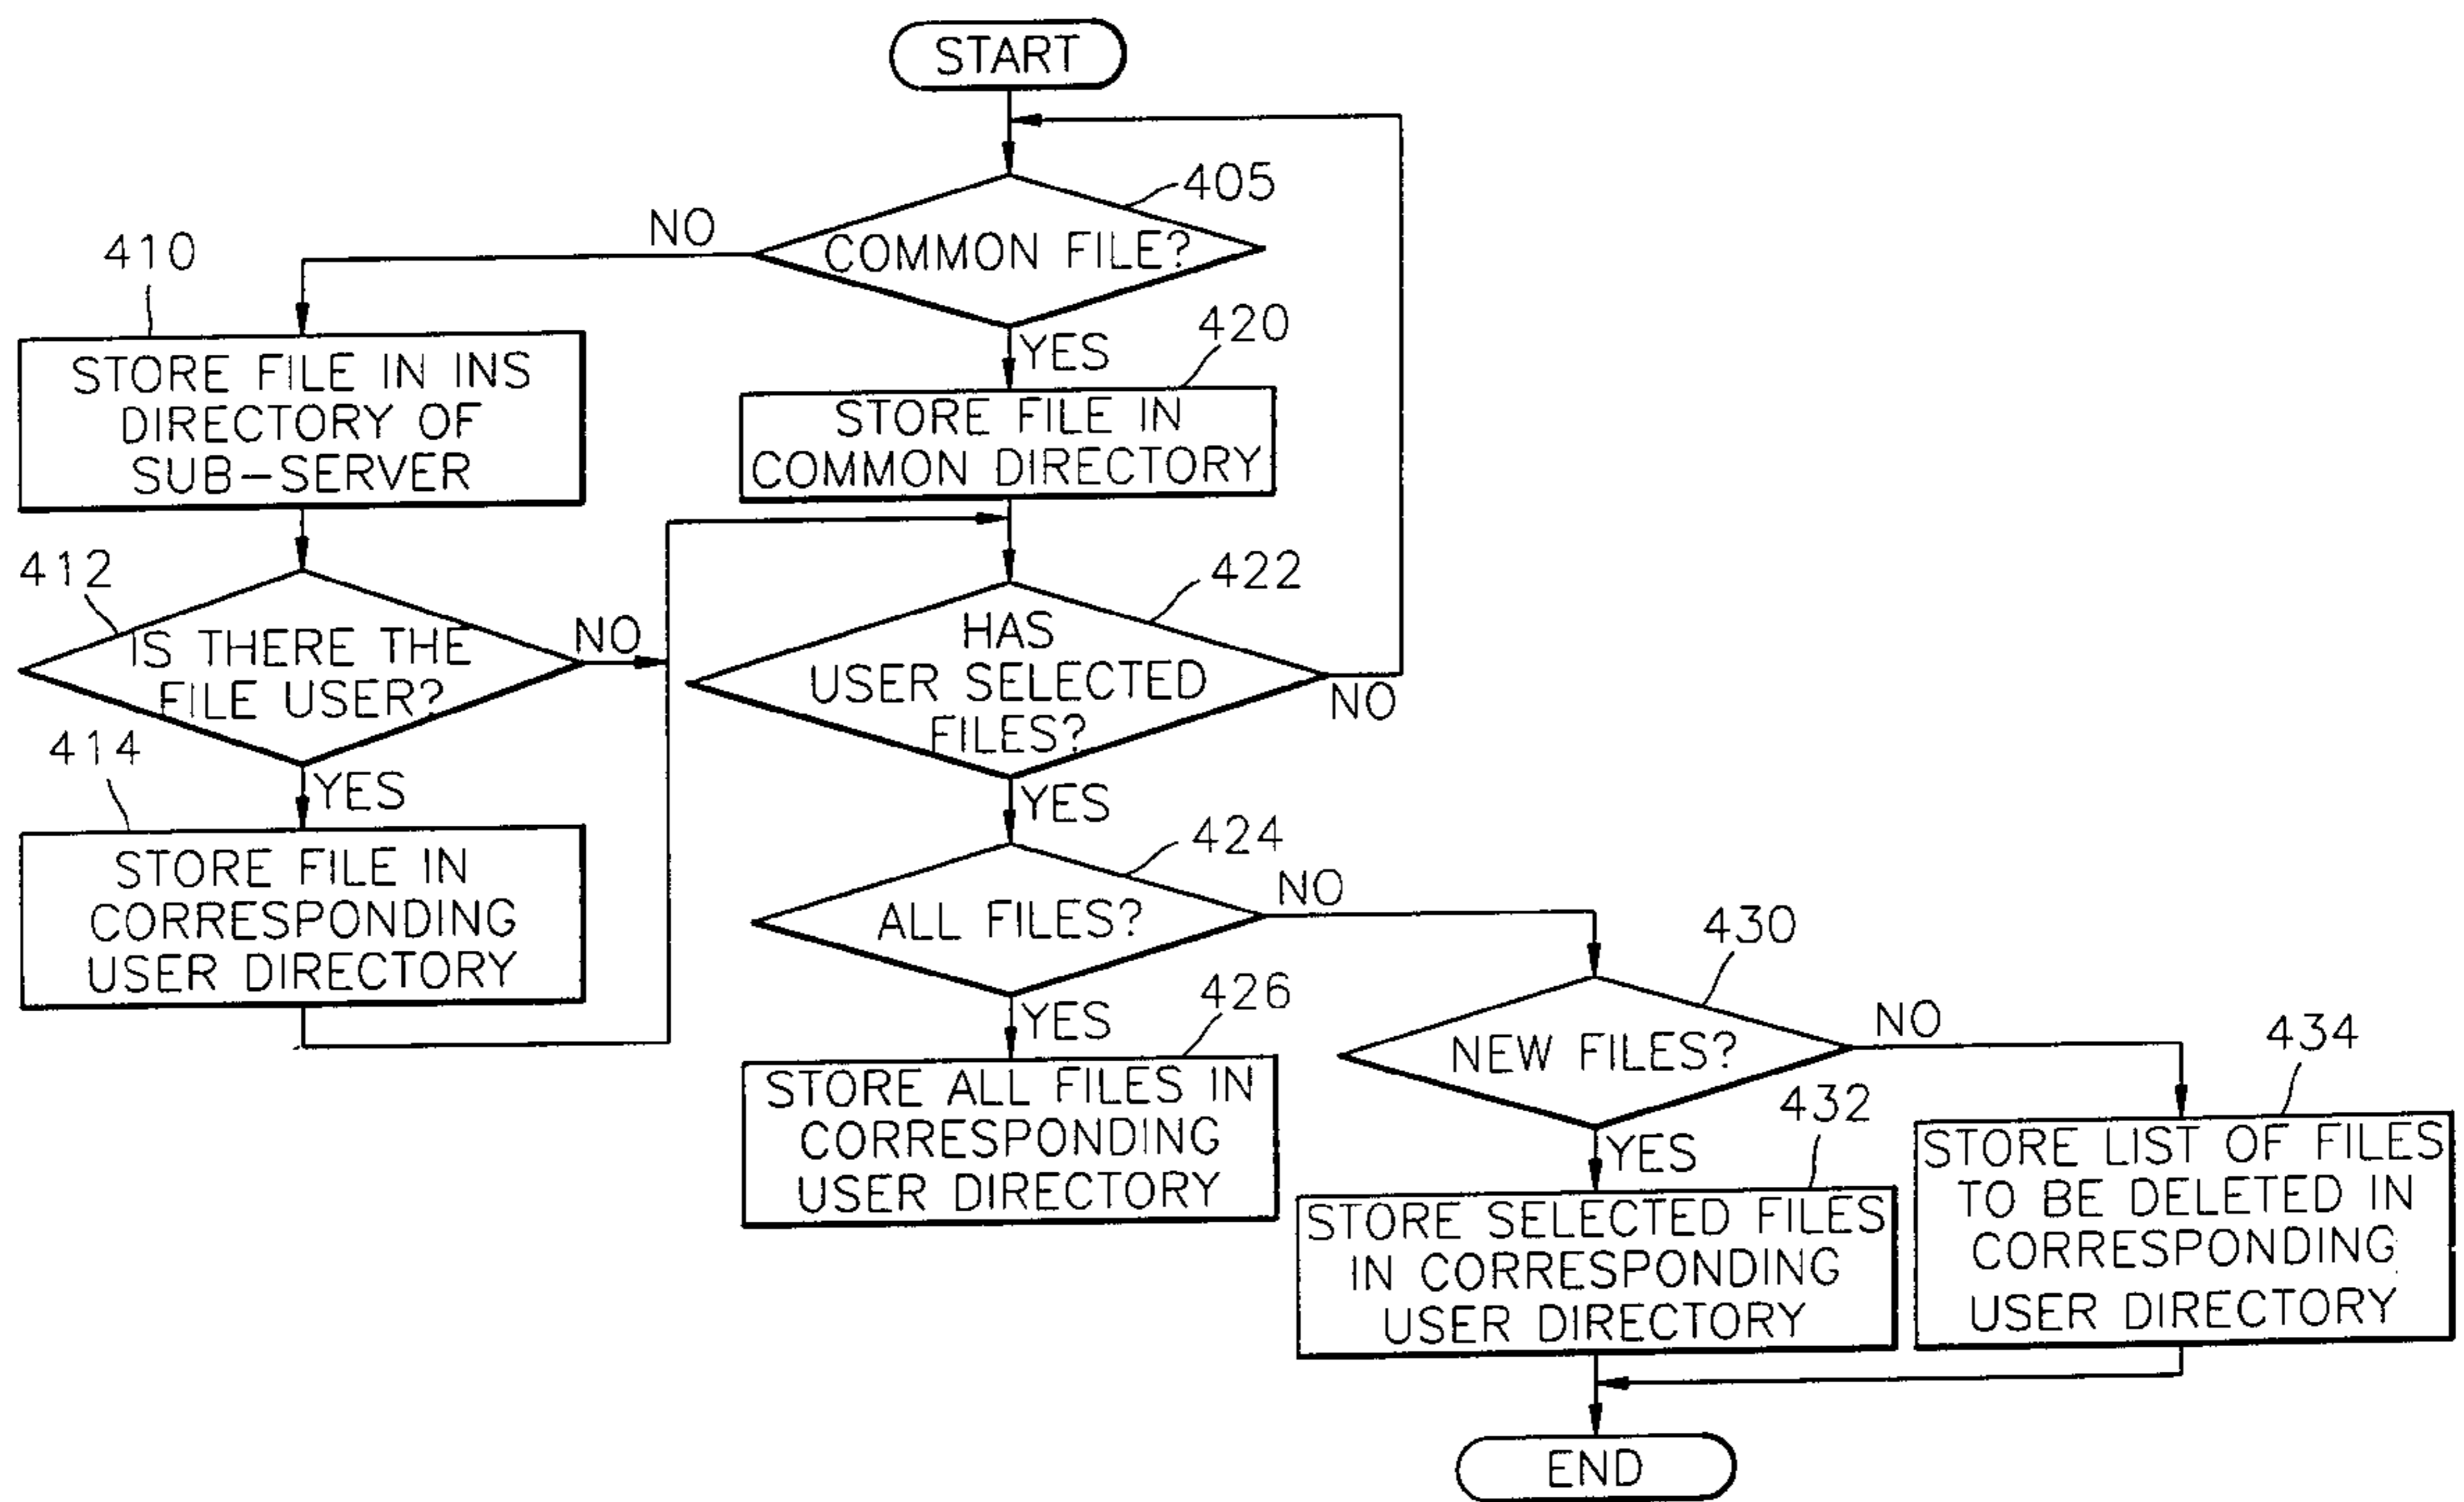 START
405
COMMON FILE?
NO
YES
410
STORE FILE IN INS
DIRECTORY OF
SUB-SERVER
420
STORE FILE IN
COMMON DIRECTORY
412
IS THERE THE
FILE USER?
NO
YES
422
HAS
USER SELECTED
FILES?
NO
YES
414
STORE FILE IN
CORRESPONDING
USER DIRECTORY
424
ALL FILES?
NO
YES
426
STORE ALL FILES IN
CORRESPONDING
USER DIRECTORY
430
NEW FILES?
NO
YES
432
STORE SELECTED FILES
IN CORRESPONDING
USER DIRECTORY
434
STORE LIST OF FILES
TO BE DELETED IN
CORRESPONDING
USER DIRECTORY
END